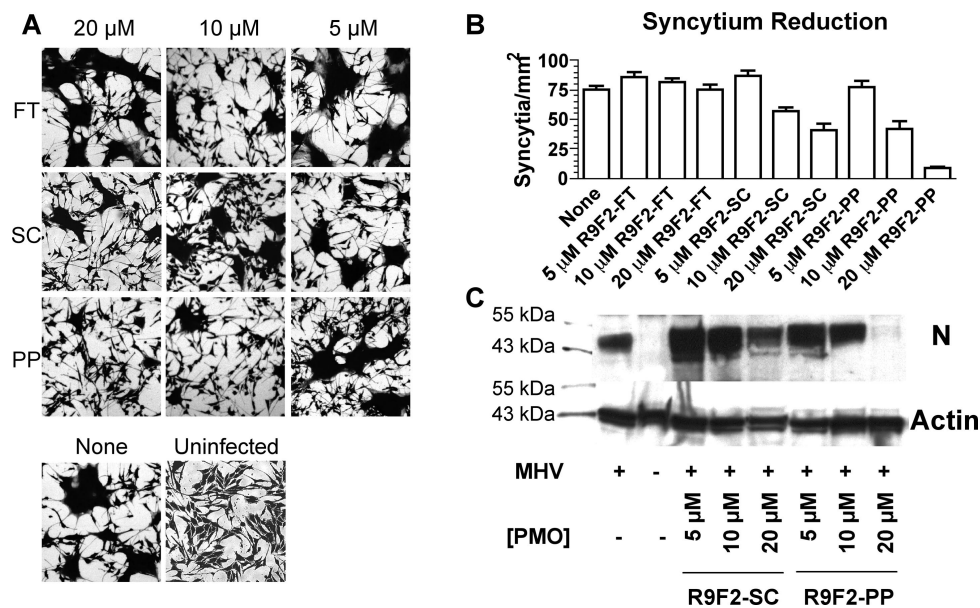 A
20 µM 10 µM 5 µM
FT
SC
PP
None Uninfected
B
Syncytium Reduction
Syncytia/mm²
100
75
50
25
0
None
5 µM R9F2-FT
10 µM R9F2-FT
20 µM R9F2-FT
5 µM R9F2-SC
10 µM R9F2-SC
20 µM R9F2-SC
5 µM R9F2-PP
10 µM R9F2-PP
20 µM R9F2-PP
C
55 kDa
43 kDa
N
55 kDa
43 kDa
Actin
MHV + - + + + + + +
[PMO] - - 5 µM 10 µM 20 µM 5 µM 10 µM 20 µM
R9F2-SC R9F2-PP